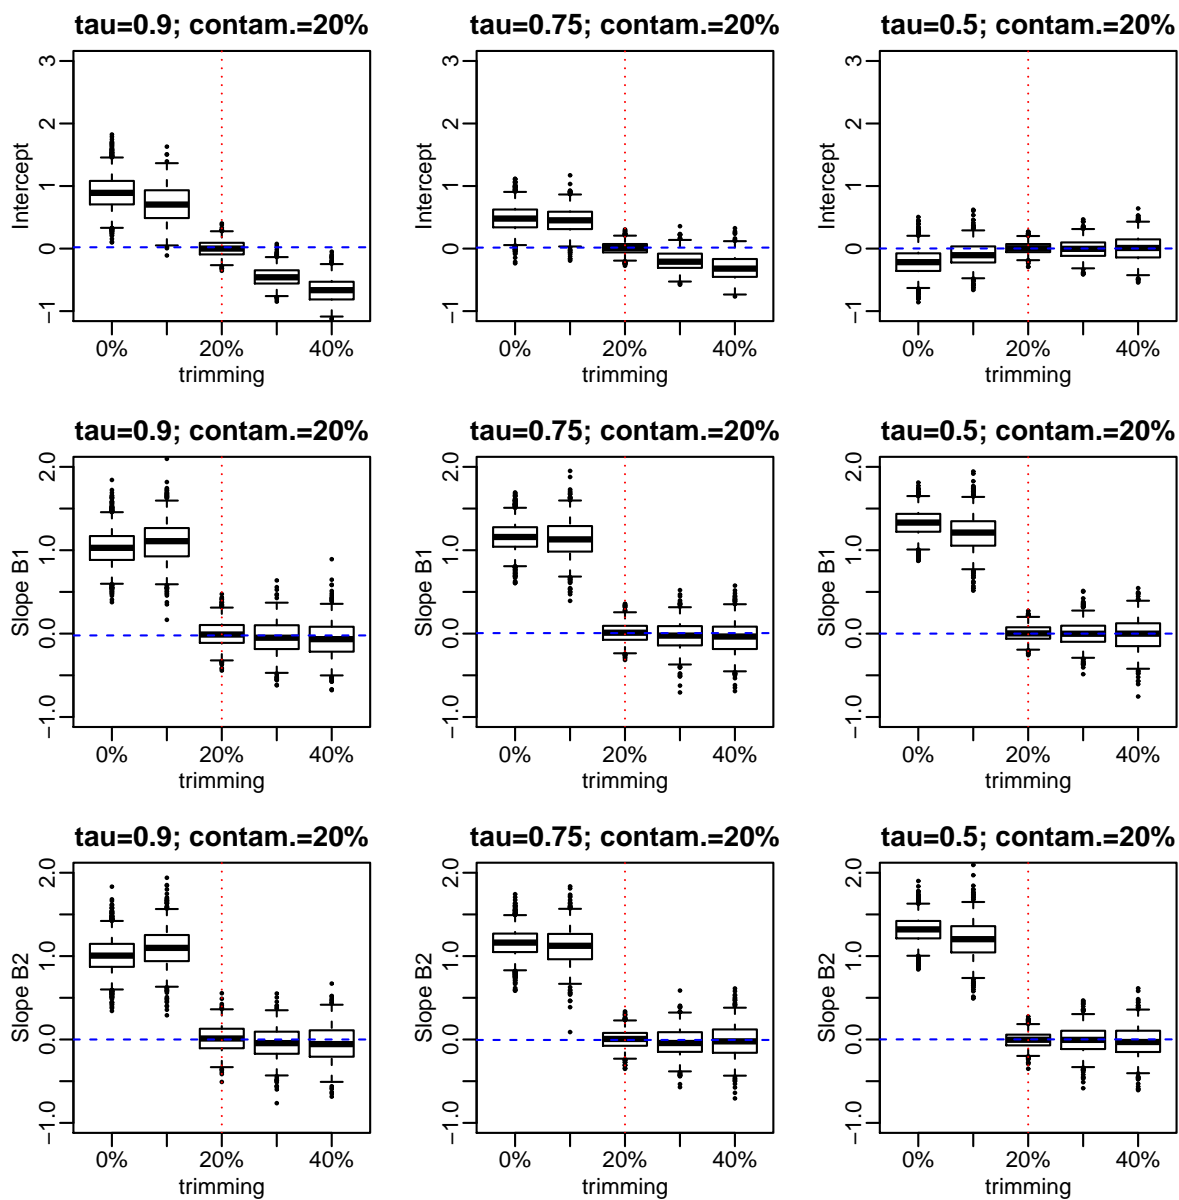 tau=0.9; contam.=20%
Intercept
3
2
1
0
−1
0%
20%
40%
trimming
tau=0.75; contam.=20%
Intercept
3
2
1
0
−1
0%
20%
40%
trimming
tau=0.5; contam.=20%
Intercept
3
2
1
0
−1
0%
20%
40%
trimming
tau=0.9; contam.=20%
Slope B1
2.0
1.0
0.0
−1.0
0%
20%
40%
trimming
tau=0.75; contam.=20%
Slope B1
2.0
1.0
0.0
−1.0
0%
20%
40%
trimming
tau=0.5; contam.=20%
Slope B1
2.0
1.0
0.0
−1.0
0%
20%
40%
trimming
tau=0.9; contam.=20%
Slope B2
2.0
1.0
0.0
−1.0
0%
20%
40%
trimming
tau=0.75; contam.=20%
Slope B2
2.0
1.0
0.0
−1.0
0%
20%
40%
trimming
tau=0.5; contam.=20%
Slope B2
2.0
1.0
0.0
−1.0
0%
20%
40%
trimming